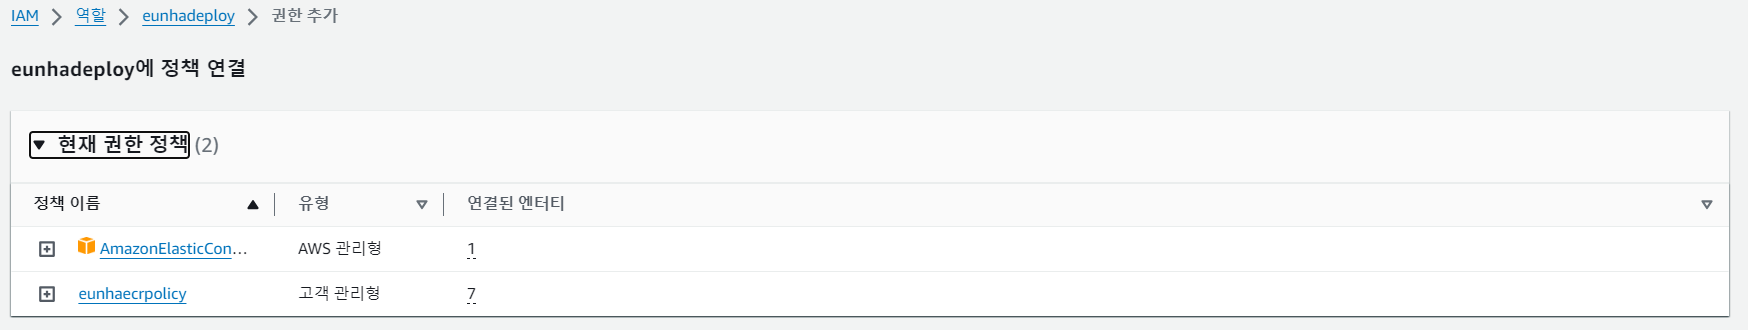 IAM > 역할 > eunhadeploy > 권한 추가
eunhadeploy에 정책 연결
▼ 현재 권한 정책 (2)
정책 이름 ▲ 유형 ▽ 연결된 엔터티 ▽
AmazonElasticCon... AWS 관리형 1
eunhaecrpolicy 고객 관리형 7